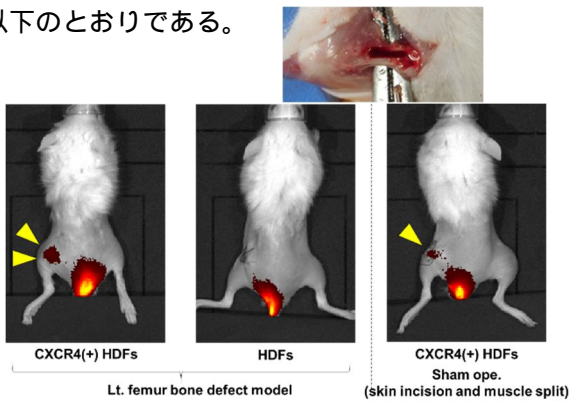 以下のとおりである。
CXCR4(+) HDFs
HDFs
CXCR4(+) HDFs
Lt. femur bone defect model
Sham ope.
(skin incision and muscle split)